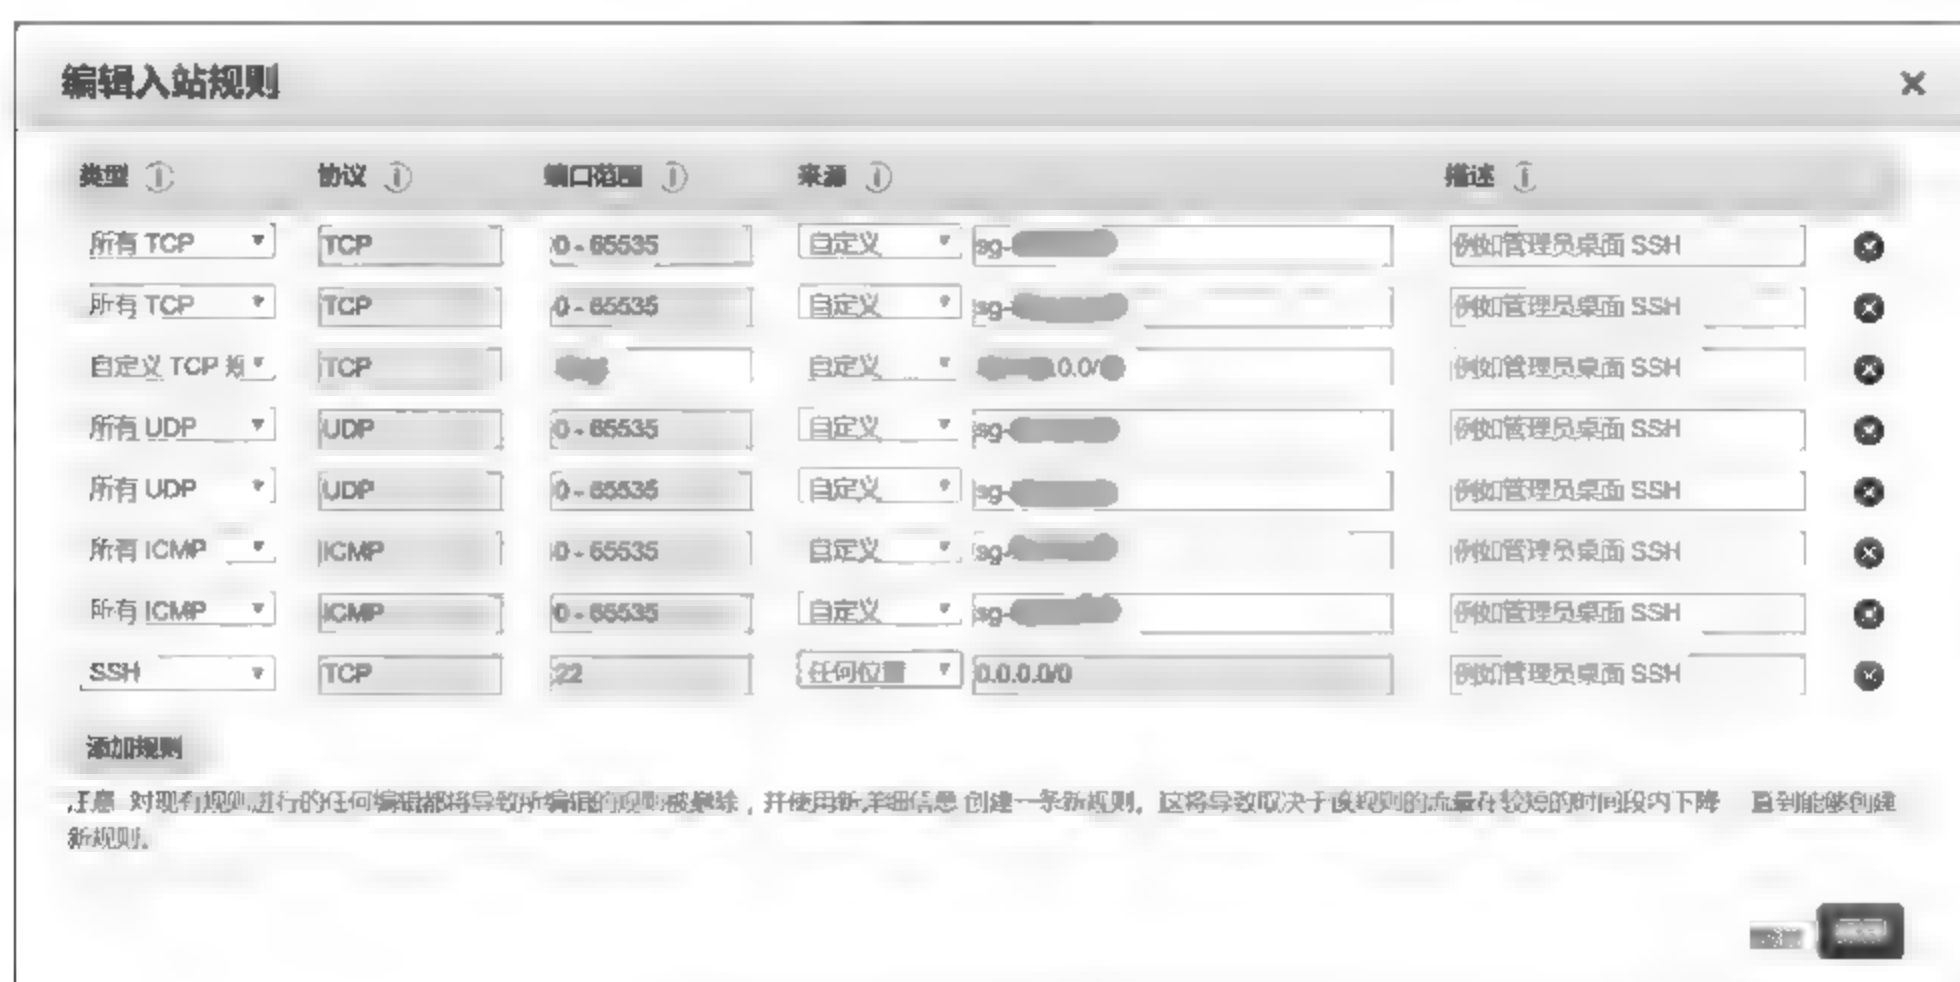 编辑入站规则 ×
类型 协议 端口范围 来源 描述
所有 TCP TCP 0 - 65535 自定义 sg- 例如管理员桌面 SSH
所有 TCP TCP 0 - 65535 自定义 sg- 例如管理员桌面 SSH
自定义 TCP 规 TCP 自定义 .0.0/ 例如管理员桌面 SSH
所有 UDP UDP 0 - 65535 自定义 sg- 例如管理员桌面 SSH
所有 UDP UDP 0 - 65535 自定义 sg- 例如管理员桌面 SSH
所有 ICMP ICMP 0 - 65535 自定义 sg- 例如管理员桌面 SSH
所有 ICMP ICMP 0 - 65535 自定义 sg- 例如管理员桌面 SSH
SSH TCP 22 任何位置 0.0.0.0/0 例如管理员桌面 SSH
添加规则
注意 对现有规则进行的任何编辑都将导致所编辑的规则被删除，并使用新详细信息 创建一条新规则。这将导致取决于该规则的流量在较短的时间段内下降 直到能够创建
新规则。